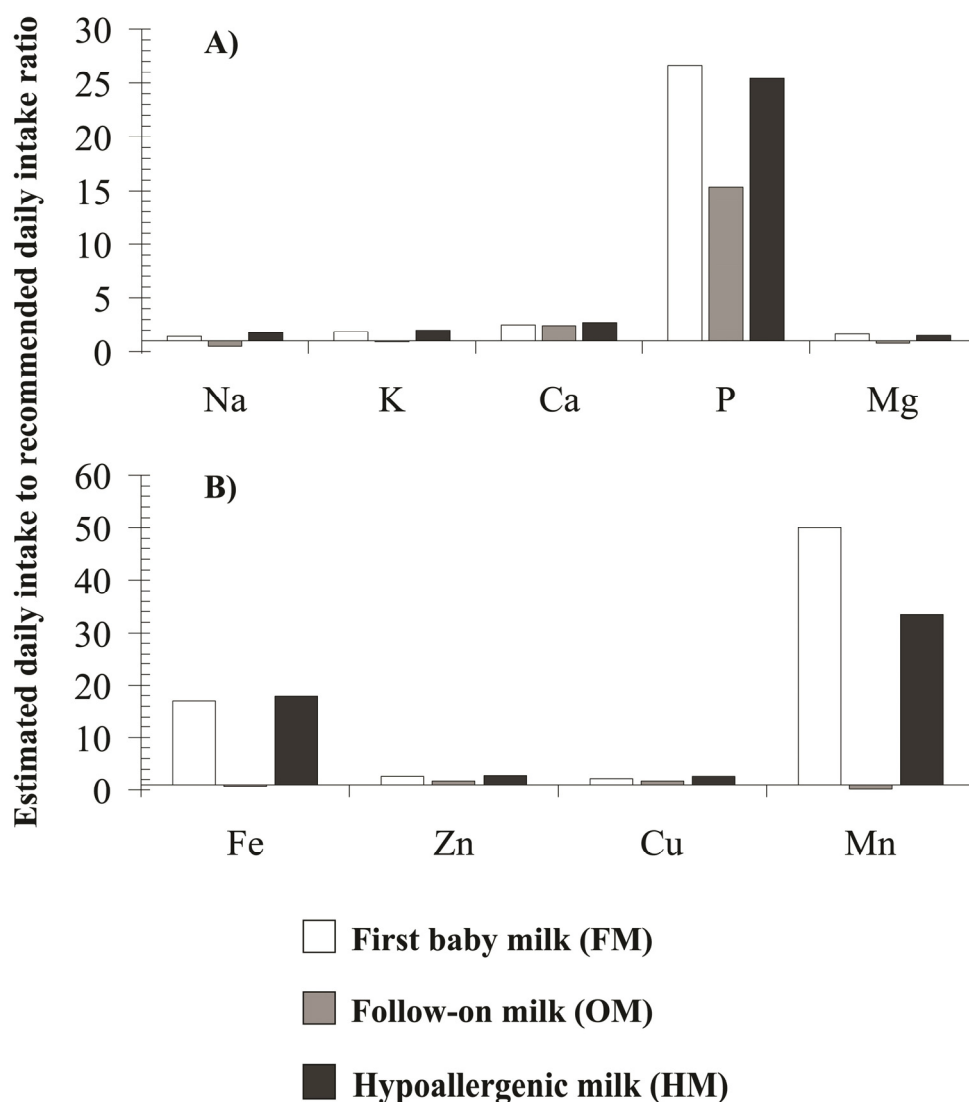 Estimated daily intake to recommended daily intake ratio
A)
30
25
20
15
10
5
0
Na K Ca P Mg
B)
60
50
40
30
20
10
0
Fe Zn Cu Mn
First baby milk (FM)
Follow-on milk (OM)
Hypoallergenic milk (HM)